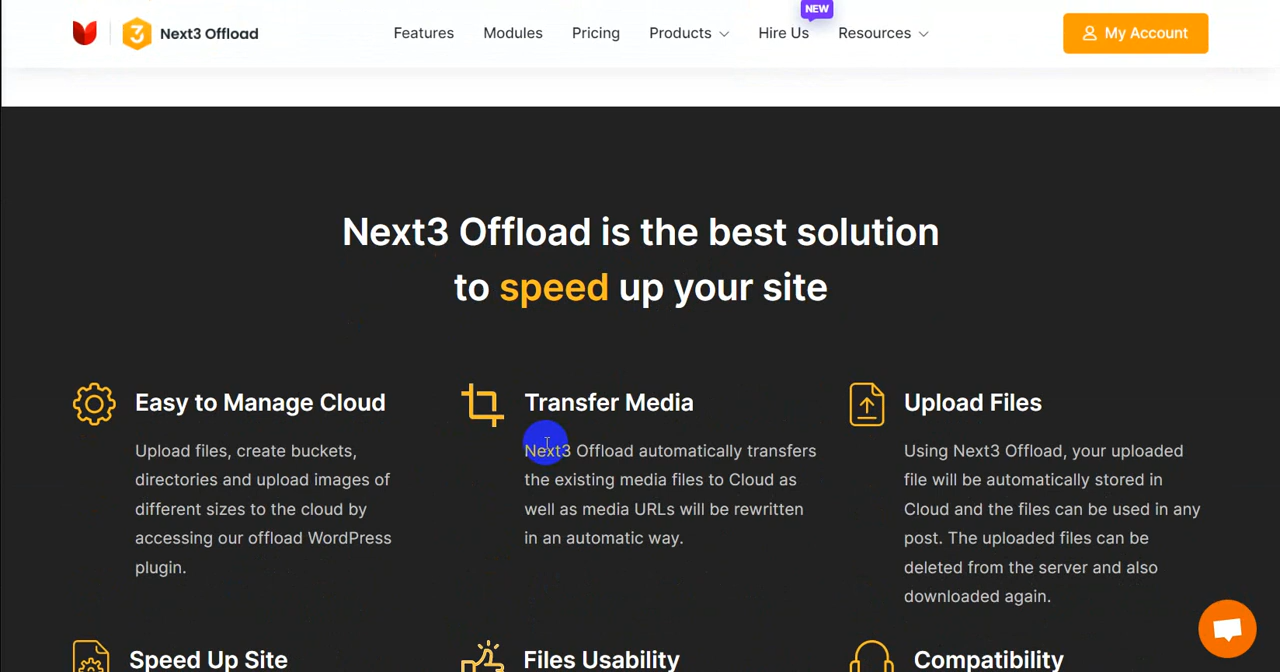 NEW
Next3 Offload
Features
Modules
Pricing
Products
Hire Us
Resources
My Account
Next3 Offload is the best solution
to speed up your site
Easy to Manage Cloud
Upload files, create buckets,
directories and upload images of
different sizes to the cloud by
accessing our offload WordPress
plugin.
Transfer Media
Next3 Offload automatically transfers
the existing media files to Cloud as
well as media URLs will be rewritten
in an automatic way.
Upload Files
Using Next3 Offload, your uploaded
file will be automatically stored in
Cloud and the files can be used in any
post. The uploaded files can be
deleted from the server and also
downloaded again.
Speed Up Site
Files Usability
Compatibility